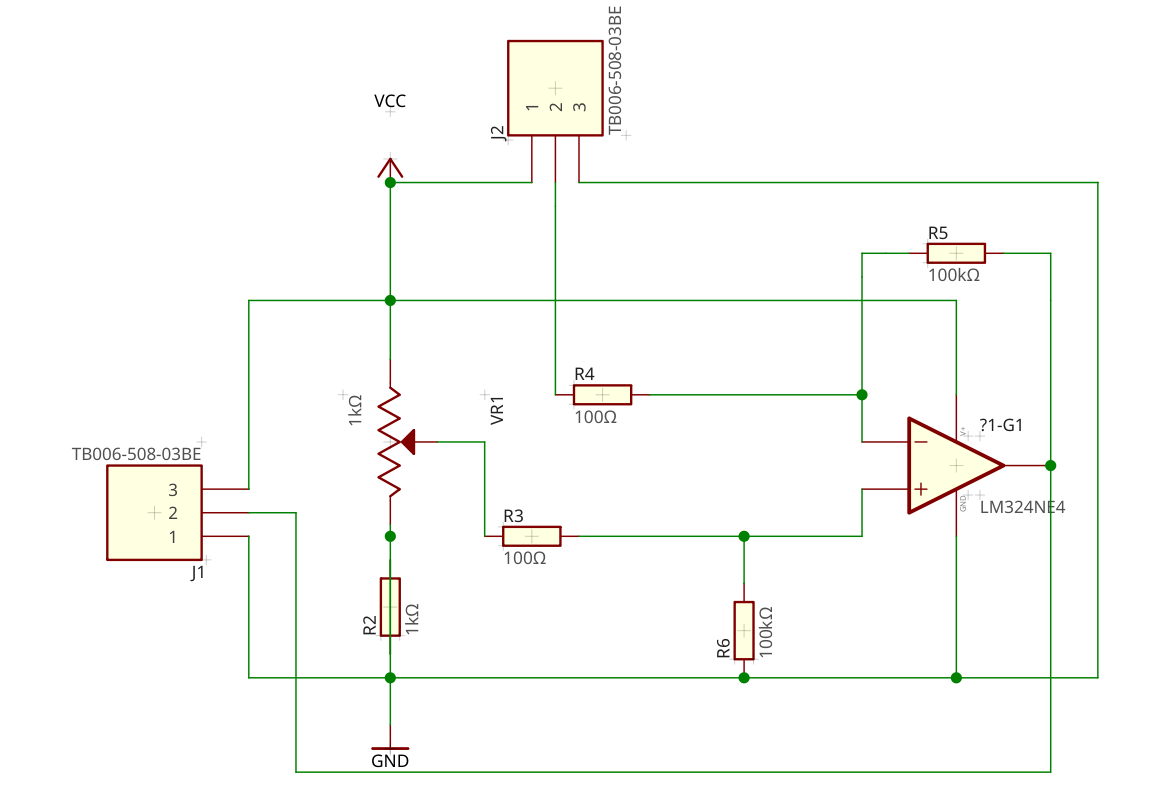 TB006-508-03BE
1
2
3
J2
VCC
R5
100kΩ
R4
100Ω
1kΩ
VR1
V+
?1-G1
−
+
GND
LM324NE4
TB006-508-03BE
3
2
1
J1
R3
100Ω
R2
1kΩ
R6
100kΩ
GND